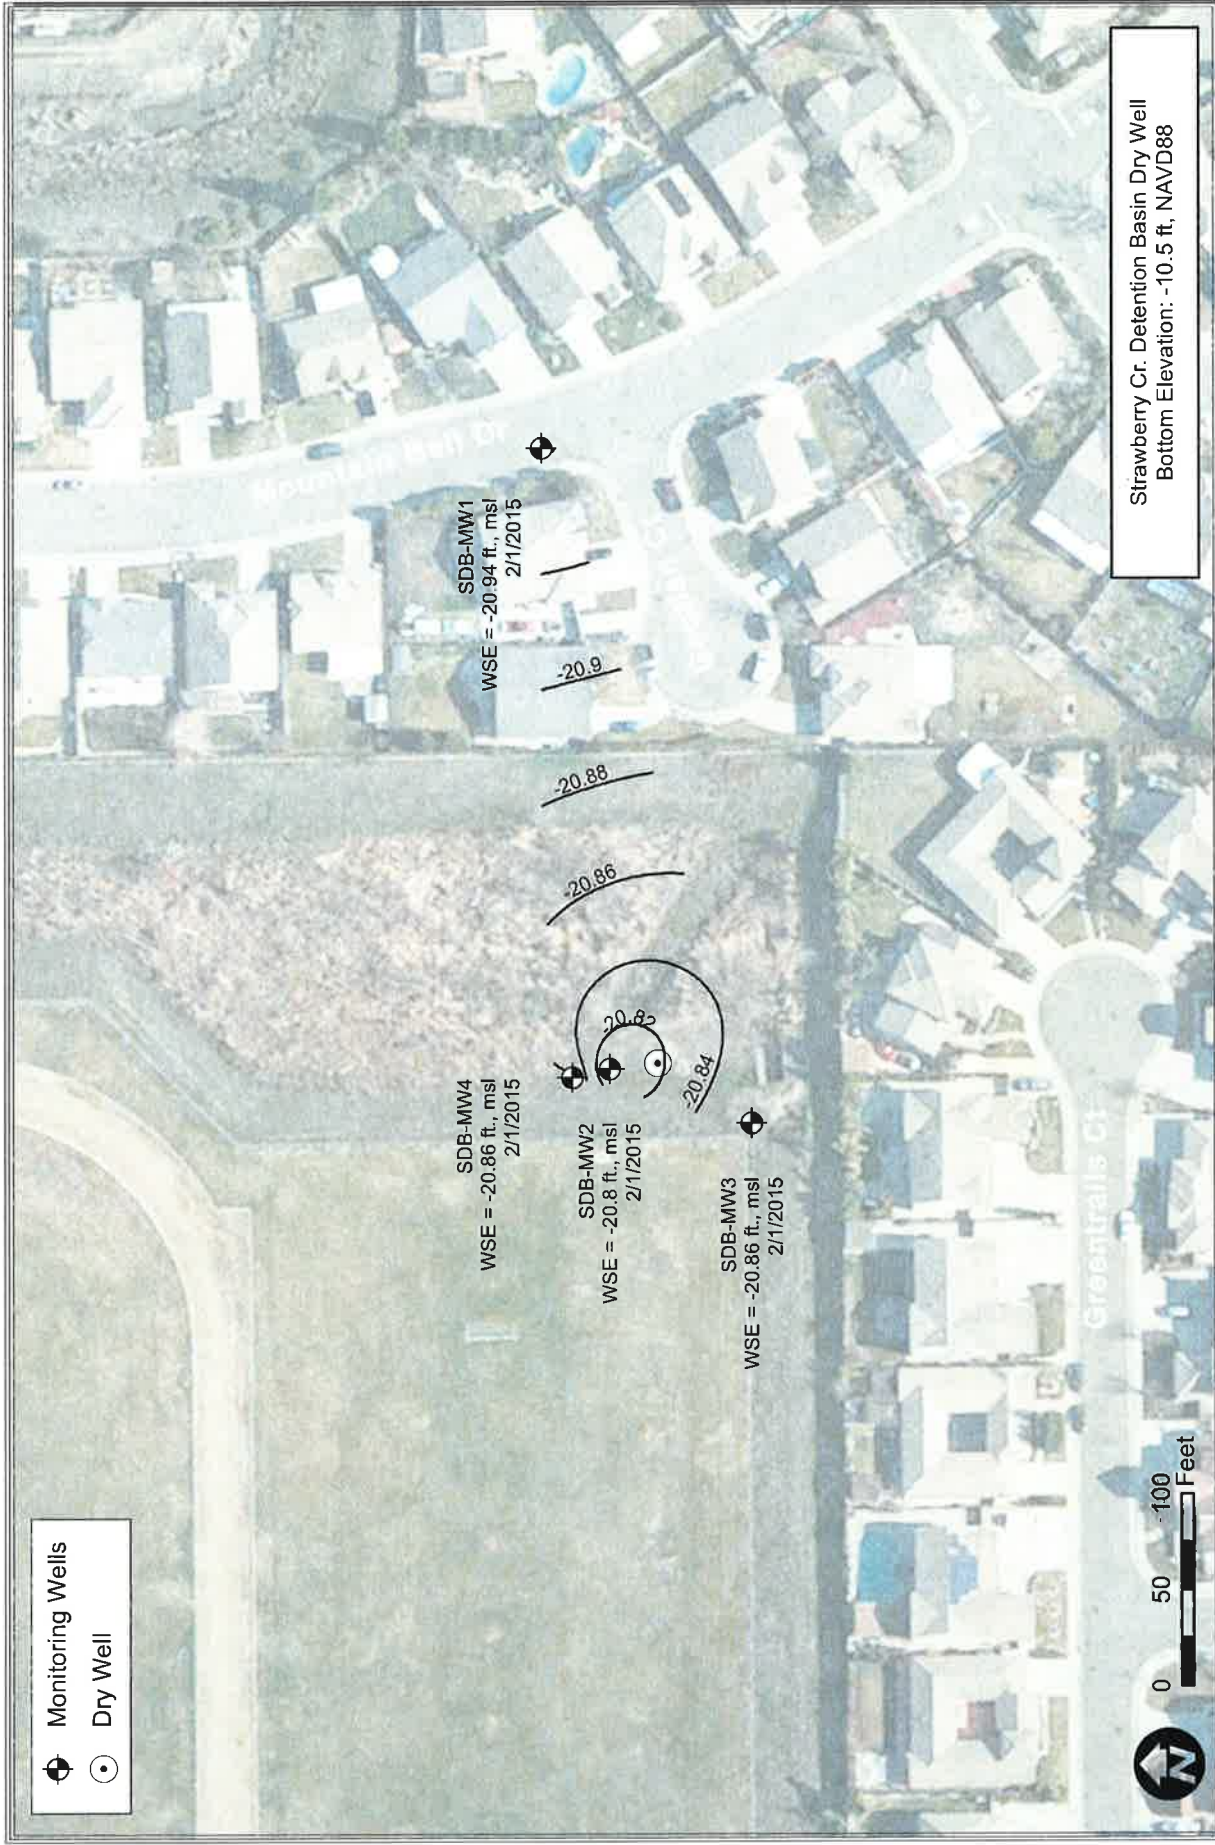 Monitoring Wells
Dry Well
SDB-MW4
WSE = -20.86 ft., msl
2/1/2015
SDB-MW2
WSE = -20.8 ft., msl
2/1/2015
SDB-MW3
WSE = -20.86 ft., msl
2/1/2015
SDB-MW1
WSE = -20.94 ft., msl
2/1/2015
-20.82
-20.84
-20.86
-20.88
-20.9
Greentrails Ct
0 50 100
Feet
N
Strawberry Cr. Detention Basin Dry Well
Bottom Elevation: -10.5 ft, NAVD88